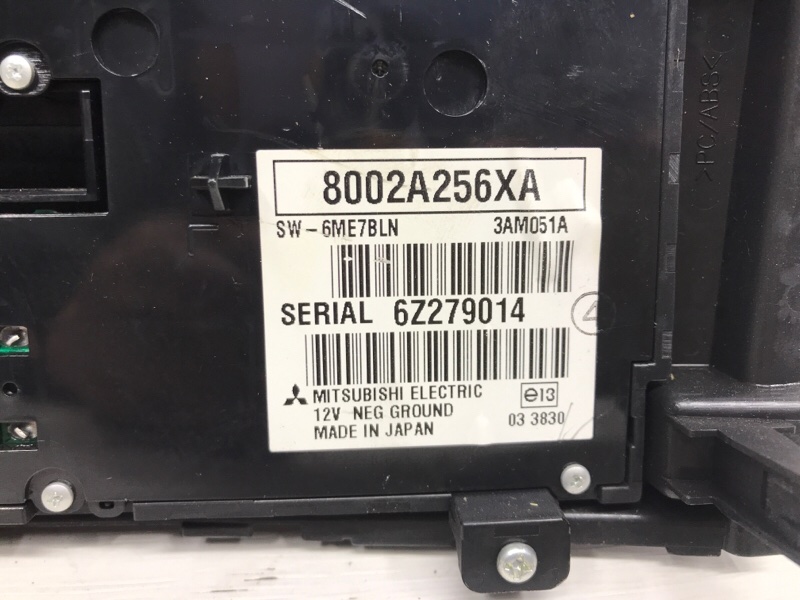 8002A256XA
SW-6ME7BLN 3AM051A
SERIAL 6Z279014
4
MITSUBISHI ELECTRIC
12V NEG GROUND
MADE IN JAPAN
e13
03 3830
>PC/ABS<